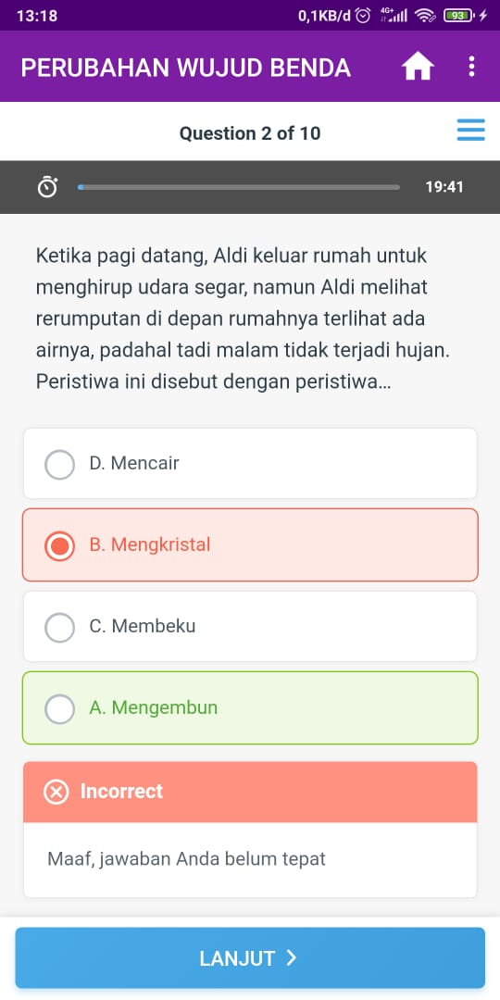 13:18
0,1KB/d 4G+ 93
PERUBAHAN WUJUD BENDA
Question 2 of 10
19:41
Ketika pagi datang, Aldi keluar rumah untuk
menghirup udara segar, namun Aldi melihat
rerumputan di depan rumahnya terlihat ada
airnya, padahal tadi malam tidak terjadi hujan.
Peristiwa ini disebut dengan peristiwa...
D. Mencair
B. Mengkristal
C. Membeku
A. Mengembun
Incorrect
Maaf, jawaban Anda belum tepat
LANJUT